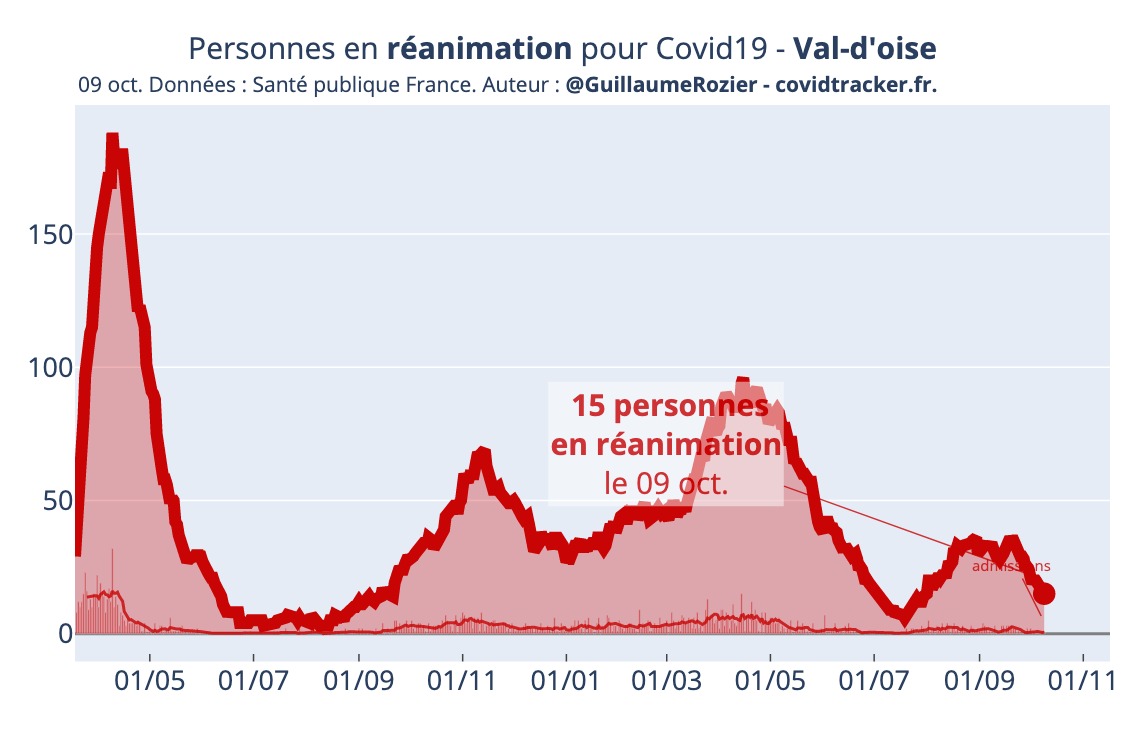 Personnes en réanimation pour Covid19 - Val-d'oise
09 oct. Données : Santé publique France. Auteur : @GuillaumeRozier - covidtracker.fr.
150
100
50
0
15 personnes
en réanimation
le 09 oct.
admissions
01/05 01/07 01/09 01/11 01/01 01/03 01/05 01/07 01/09 01/11